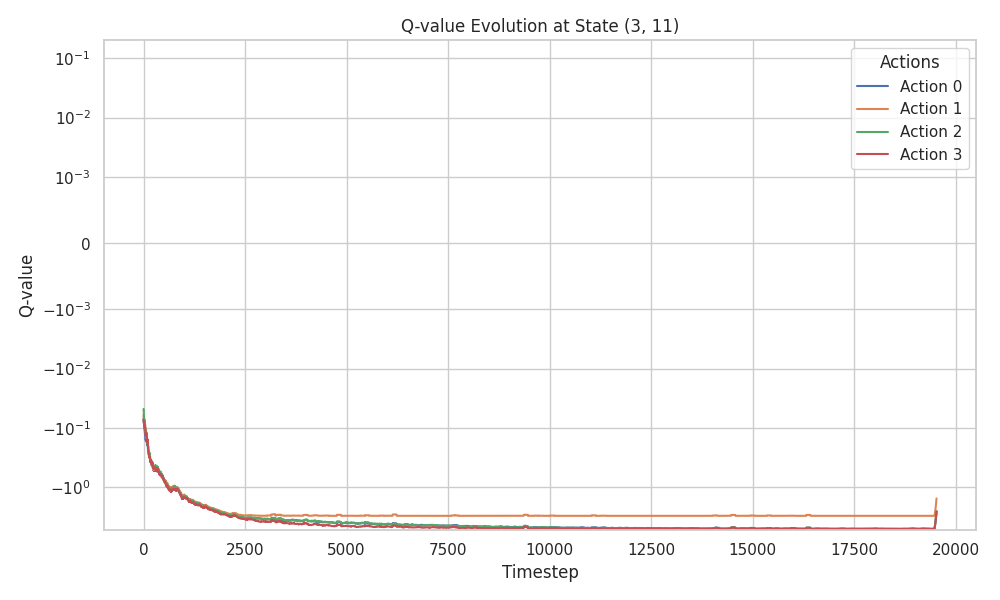 Q-value Evolution at State (3, 11)
Q-value
10⁻¹
10⁻²
10⁻³
0
−10⁻³
−10⁻²
−10⁻¹
−10⁰
Actions
Action 0
Action 1
Action 2
Action 3
0 2500 5000 7500 10000 12500 15000 17500 20000
Timestep